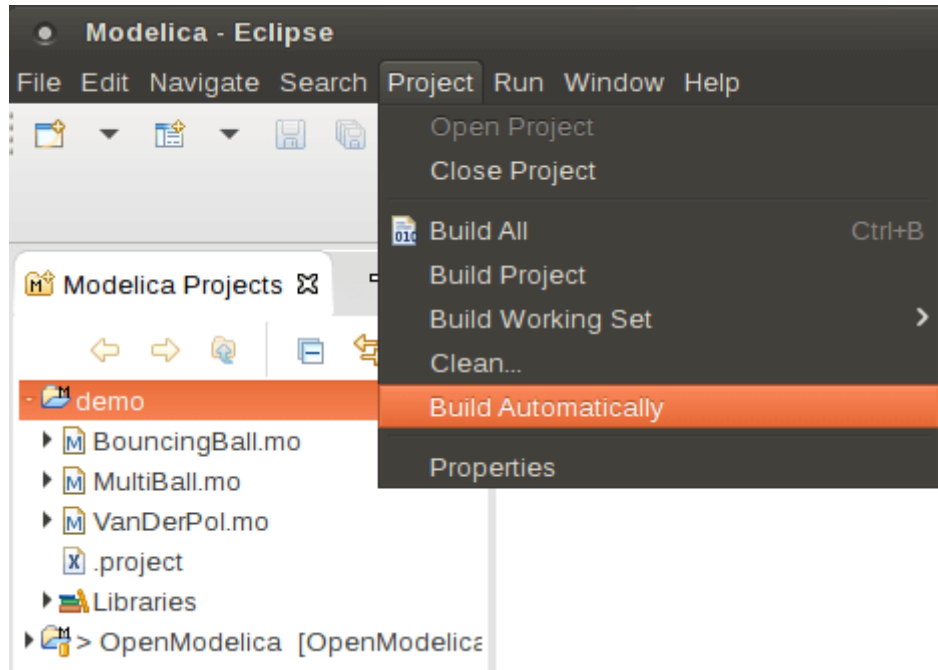 Modelica - Eclipse
File Edit Navigate Search Project Run Window Help
Open Project
Close Project
Build All Ctrl+B
Build Project
Build Working Set
Clean...
Build Automatically
Properties
Modelica Projects
demo
BouncingBall.mo
MultiBall.mo
VanDerPol.mo
.project
Libraries
> OpenModelica [OpenModelica